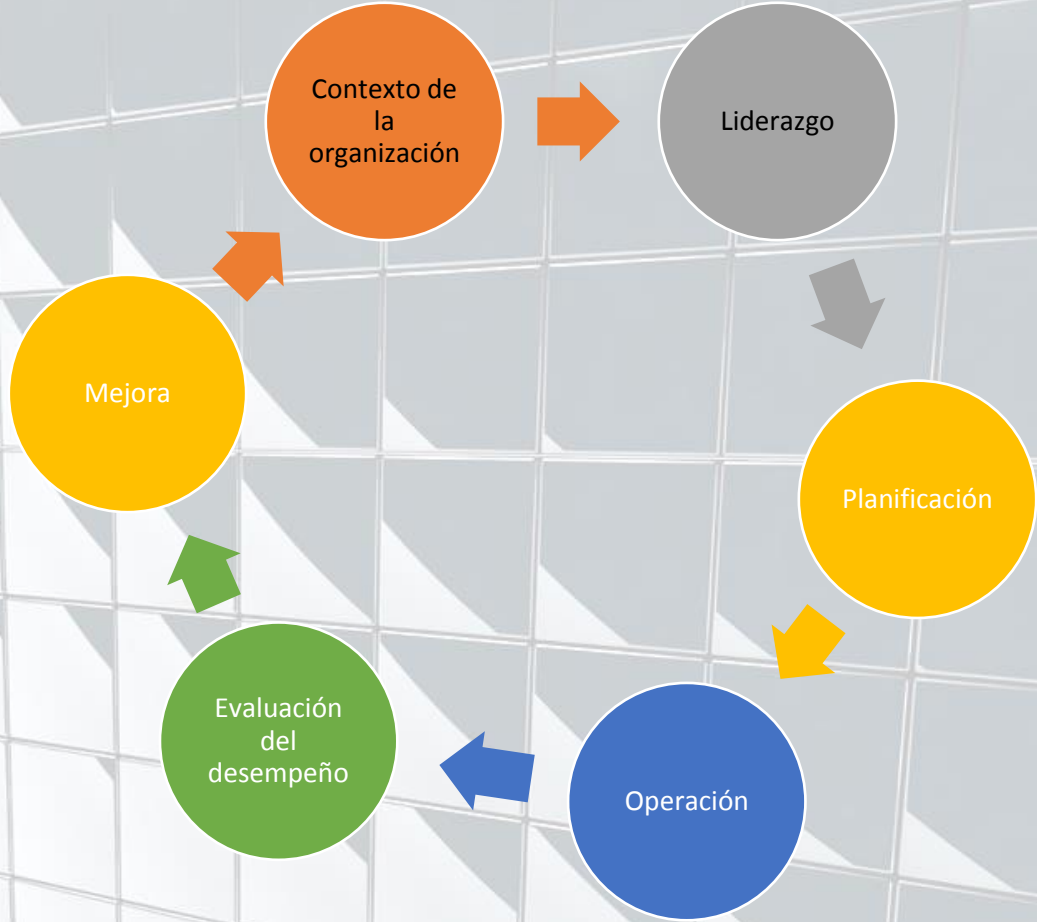 Contexto de
la
organización
Liderazgo
Planificación
Operación
Evaluación
del
desempeño
Mejora